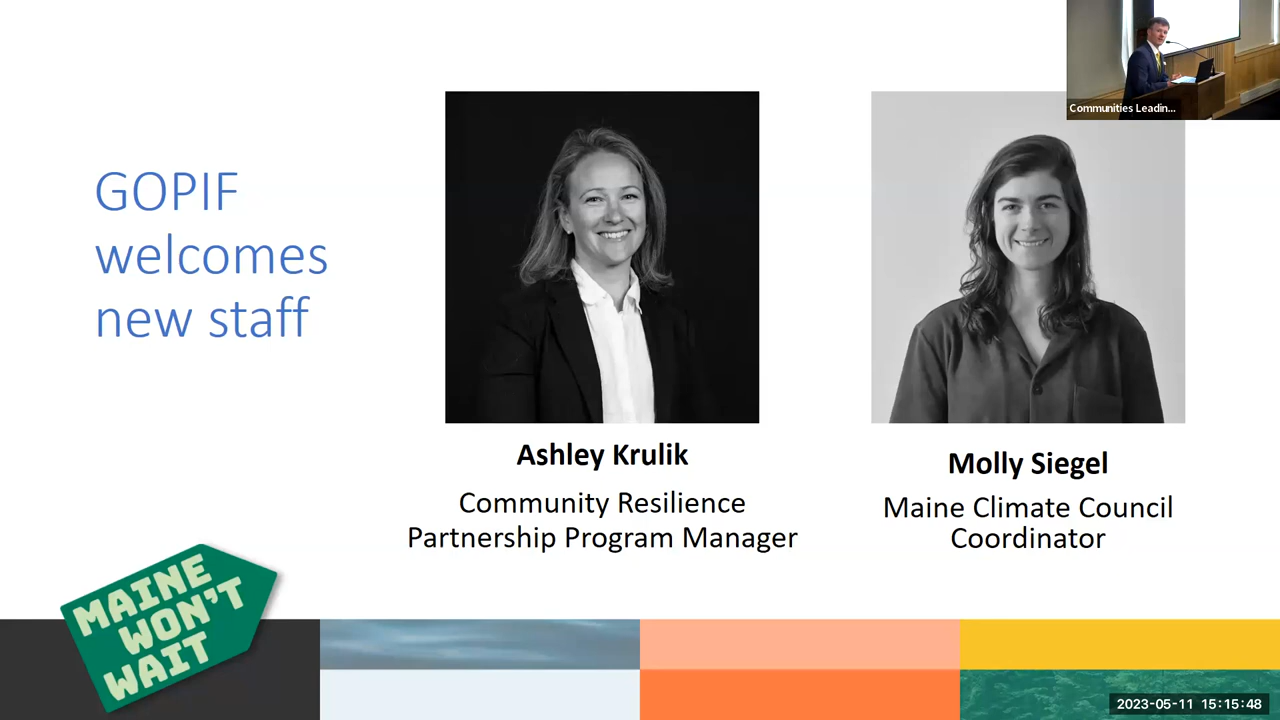 Communities Leadin...
GOPIF
welcomes
new staff
Ashley Krulik
Community Resilience
Partnership Program Manager
Molly Siegel
Maine Climate Council
Coordinator
MAINE
WON'T
WAIT
2023-05-11 15:15:48